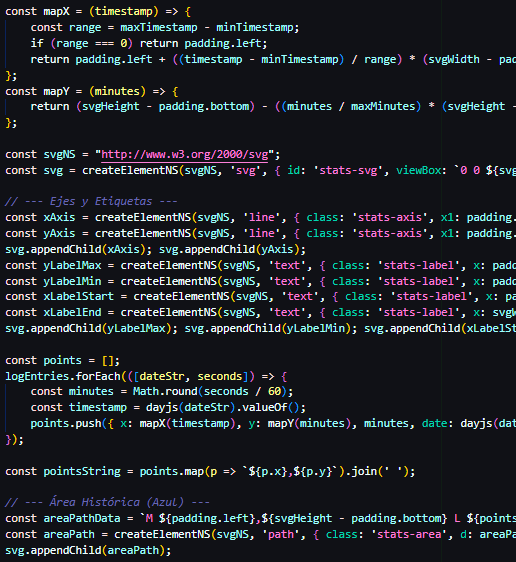 const mapX = (timestamp) => {
const range = maxTimestamp - minTimestamp;
if (range === 0) return padding.left;
return padding.left + ((timestamp - minTimestamp) / range) * (svgWidth - pad
};
const mapY = (minutes) => {
return (svgHeight - padding.bottom) - ((minutes / maxMinutes) * (svgHeight -
};
const svgNS = "http://www.w3.org/2000/svg";
const svg = createElementNS(svgNS, 'svg', { id: 'stats-svg', viewBox: `0 0 ${svg
// --- Ejes y Etiquetas ---
const xAxis = createElementNS(svgNS, 'line', { class: 'stats-axis', x1: padding.
const yAxis = createElementNS(svgNS, 'line', { class: 'stats-axis', x1: padding.
svg.appendChild(xAxis); svg.appendChild(yAxis);
const yLabelMax = createElementNS(svgNS, 'text', { class: 'stats-label', x: padd
const yLabelMin = createElementNS(svgNS, 'text', { class: 'stats-label', x: padd
const xLabelStart = createElementNS(svgNS, 'text', { class: 'stats-label', x: pa
const xLabelEnd = createElementNS(svgNS, 'text', { class: 'stats-label', x: svgW
svg.appendChild(yLabelMax); svg.appendChild(yLabelMin); svg.appendChild(xLabelSt
const points = [];
logEntries.forEach(([dateStr, seconds]) => {
const minutes = Math.round(seconds / 60);
const timestamp = dayjs(dateStr).valueOf();
points.push({ x: mapX(timestamp), y: mapY(minutes), minutes, date: dayjs(dat
});
const pointsString = points.map(p => `${p.x},${p.y}`).join(' ');
// --- Área Histórica (Azul) ---
const areaPathData = `M ${padding.left},${svgHeight - padding.bottom} L ${points
const areaPath = createElementNS(svgNS, 'path', { class: 'stats-area', d: areaPa
svg.appendChild(areaPath);